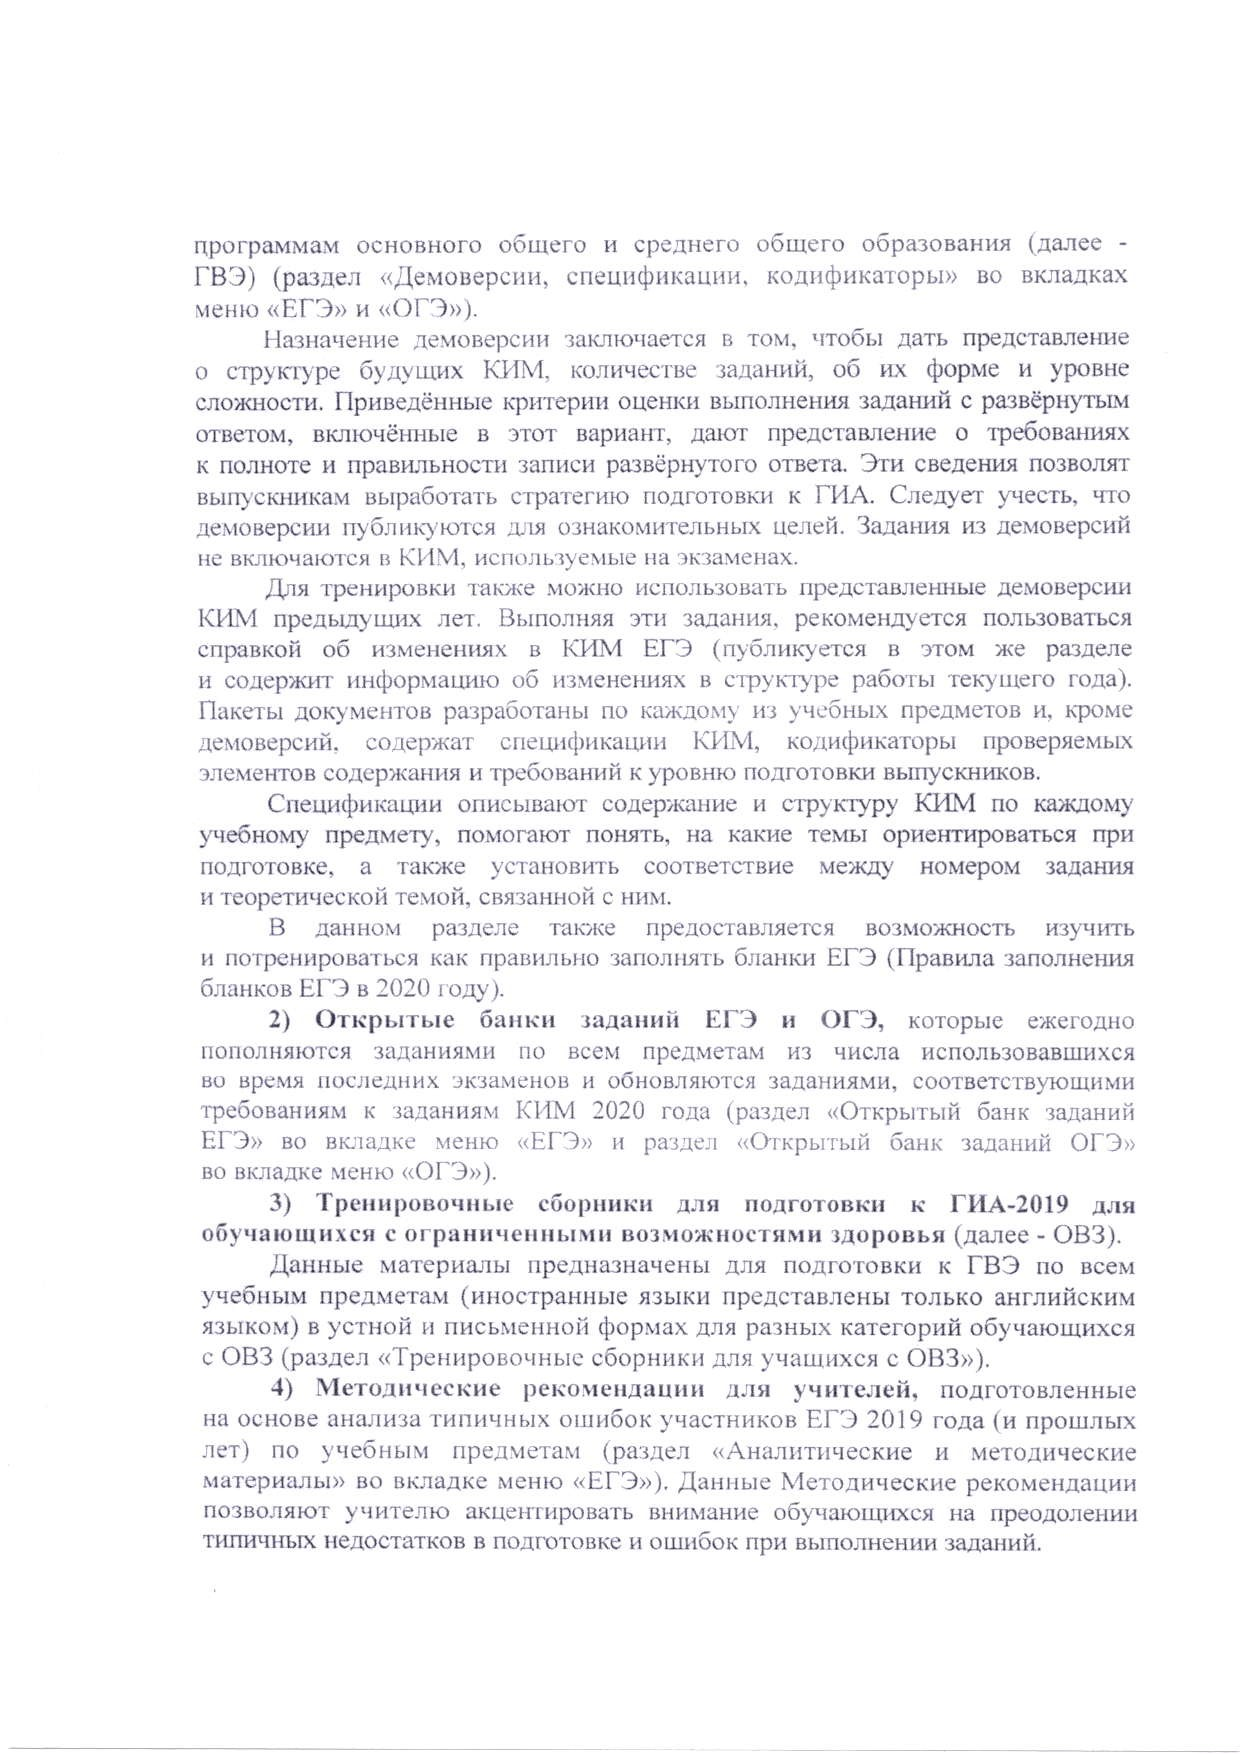 программам основного общего и среднего общего образования (далее -
ГВЭ) (раздел «Демоверсии, спецификации, кодификаторы» во вкладках
меню «ЕГЭ» и «ОГЭ»).
Назначение демоверсии заключается в том, чтобы дать представление
о структуре будущих КИМ, количестве заданий, об их форме и уровне
сложности. Приведённые критерии оценки выполнения заданий с развёрнутым
ответом, включённые в этот вариант, дают представление о требованиях
к полноте и правильности записи развёрнутого ответа. Эти сведения позволят
выпускникам выработать стратегию подготовки к ГИА. Следует учесть, что
демоверсии публикуются для ознакомительных целей. Задания из демоверсий
не включаются в КИМ, используемые на экзаменах.
Для тренировки также можно использовать представленные демоверсии
КИМ предыдущих лет. Выполняя эти задания, рекомендуется пользоваться
справкой об изменениях в КИМ ЕГЭ (публикуется в этом же разделе
и содержит информацию об изменениях в структуре работы текущего года).
Пакеты документов разработаны по каждому из учебных предметов и, кроме
демоверсий, содержат спецификации КИМ, кодификаторы проверяемых
элементов содержания и требований к уровню подготовки выпускников.
Спецификации описывают содержание и структуру КИМ по каждому
учебному предмету, помогают понять, на какие темы ориентироваться при
подготовке, а также установить соответствие между номером задания
и теоретической темой, связанной с ним.
В данном разделе также предоставляется возможность изучить
и потренироваться как правильно заполнять бланки ЕГЭ (Правила заполнения
бланков ЕГЭ в 2020 году).
2) Открытые банки заданий ЕГЭ и ОГЭ, которые ежегодно
пополняются заданиями по всем предметам из числа использовавшихся
во время последних экзаменов и обновляются заданиями, соответствующими
требованиям к заданиям КИМ 2020 года (раздел «Открытый банк заданий
ЕГЭ» во вкладке меню «ЕГЭ» и раздел «Открытый банк заданий ОГЭ»
во вкладке меню «ОГЭ»).
3) Тренировочные сборники для подготовки к ГИА-2019 для
обучающихся с ограниченными возможностями здоровья (далее - ОВЗ).
Данные материалы предназначены для подготовки к ГВЭ по всем
учебным предметам (иностранные языки представлены только английским
языком) в устной и письменной формах для разных категорий обучающихся
с ОВЗ (раздел «Тренировочные сборники для учащихся с ОВЗ»).
4) Методические рекомендации для учителей, подготовленные
на основе анализа типичных ошибок участников ЕГЭ 2019 года (и прошлых
лет) по учебным предметам (раздел «Аналитические и методические
материалы» во вкладке меню «ЕГЭ»). Данные Методические рекомендации
позволяют учителю акцентировать внимание обучающихся на преодолении
типичных недостатков в подготовке и ошибок при выполнении заданий.